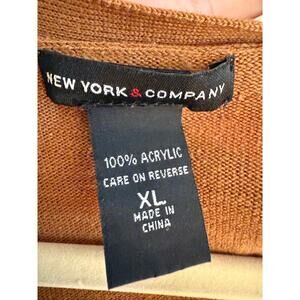 NEW YORK & COMPANY
100% ACRYLIC
CARE ON REVERSE
XL
MADE IN
CHINA